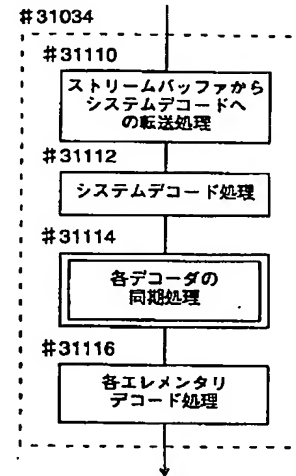 #31034
#31110
ストリームバッファから
システムデコードへ
の転送処理
#31112
システムデコード処理
#31114
各デコーダの
同期処理
#31116
各エレメンタリ
デコード処理